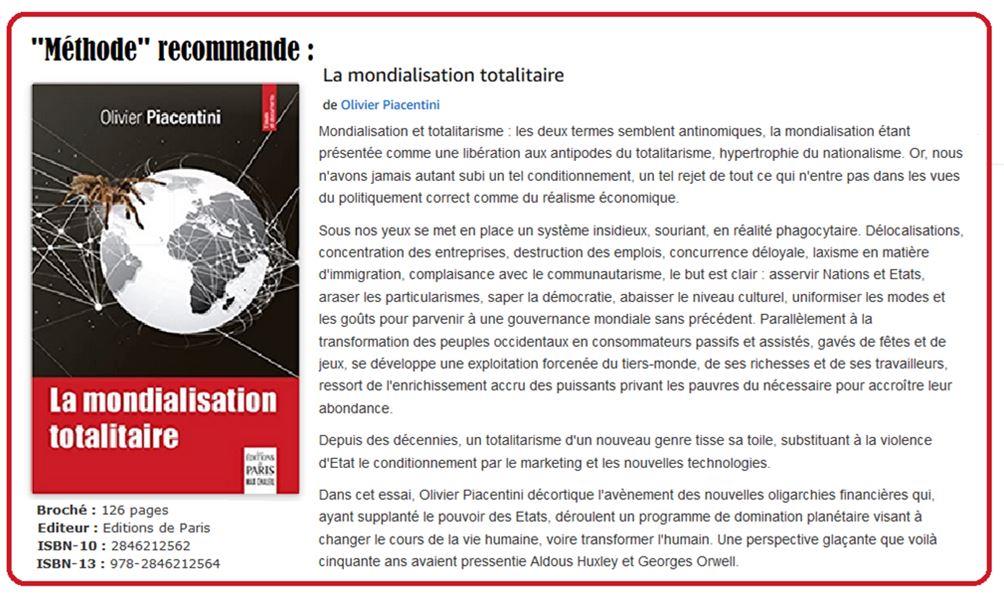 "Méthode" recommande :
La mondialisation totalitaire
de Olivier Piacentini
Mondialisation et totalitarisme : les deux termes semblent antinomiques, la mondialisation étant
présentée comme une libération aux antipodes du totalitarisme, hypertrophie du nationalisme. Or, nous
n'avons jamais autant subi un tel conditionnement, un tel rejet de tout ce qui n'entre pas dans les vues
du politiquement correct comme du réalisme économique.
Sous nos yeux se met en place un système insidieux, souriant, en réalité phagocytaire. Délocalisations,
concentration des entreprises, destruction des emplois, concurrence déloyale, laxisme en matière
d'immigration, complaisance avec le communautarisme, le but est clair : asservir Nations et Etats,
araser les particularismes, saper la démocratie, abaisser le niveau culturel, uniformiser les modes et
les goûts pour parvenir à une gouvernance mondiale sans précédent. Parallèlement à la
transformation des peuples occidentaux en consommateurs passifs et assistés, gavés de fêtes et de
jeux, se développe une exploitation forcenée du tiers-monde, de ses richesses et de ses travailleurs,
ressort de l'enrichissement accru des puissants privant les pauvres du nécessaire pour accroître leur
abondance.
Depuis des décennies, un totalitarisme d'un nouveau genre tisse sa toile, substituant à la violence
d'Etat le conditionnement par le marketing et les nouvelles technologies.
Dans cet essai, Olivier Piacentini décortique l'avènement des nouvelles oligarchies financières qui,
ayant supplanté le pouvoir des Etats, déroulent un programme de domination planétaire visant à
changer le cours de la vie humaine, voire transformer l'humain. Une perspective glaçante que voilà
cinquante ans avaient pressentie Aldous Huxley et Georges Orwell.
Olivier Piacentini
Essais
et documents
La mondialisation
totalitaire
LES
ÉDITIONS
DE
PARIS
MAX CHALEIL
Broché : 126 pages
Editeur : Editions de Paris
ISBN-10 : 2846212562
ISBN-13 : 978-2846212564